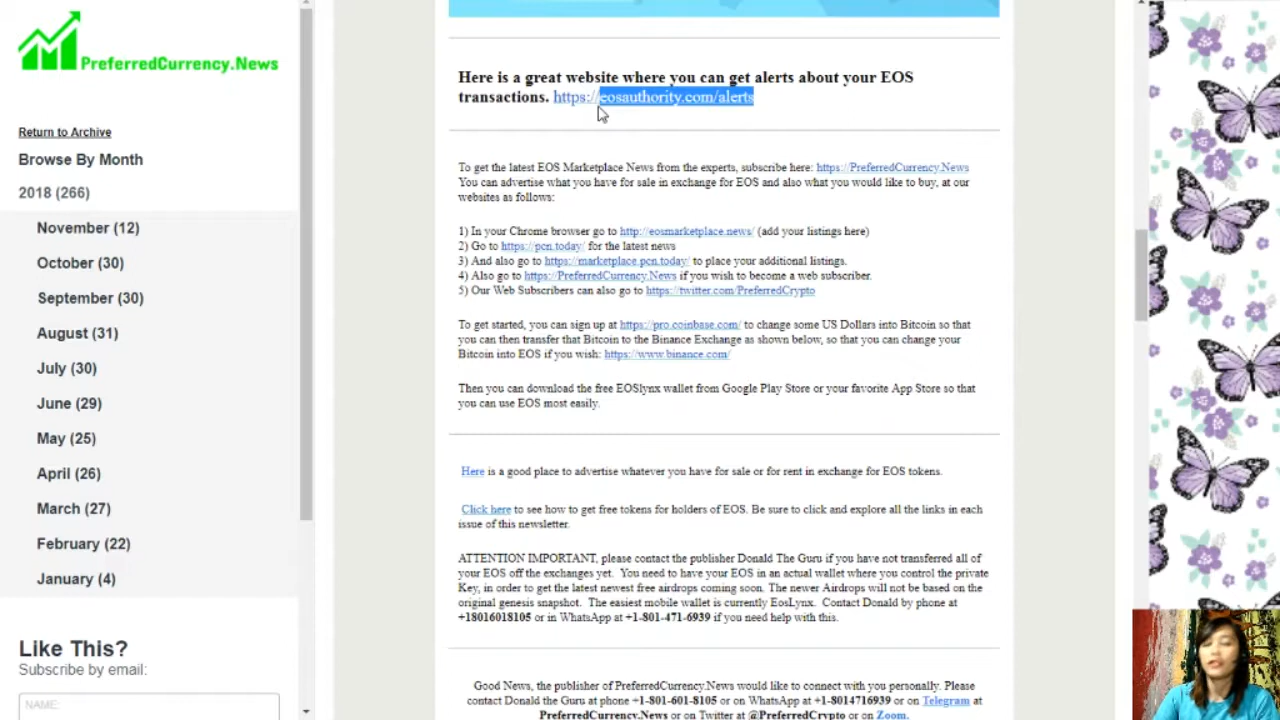 PreferredCurrency.News
Return to Archive
Browse By Month
2018 (266)
November (12)
October (30)
September (30)
August (31)
July (30)
June (29)
May (25)
April (26)
March (27)
February (22)
January (4)
Like This?
Subscribe by email:
NAME:
Here is a great website where you can get alerts about your EOS
transactions. https://eosauthority.com/alerts
To get the latest EOS Marketplace News from the experts, subscribe here: https://PreferredCurrency.News
You can advertise what you have for sale in exchange for EOS and also what you would like to buy, at our
websites as follows:
1) In your Chrome browser go to http://eosmarketplace.news/ (add your listings here)
2) Go to https://pcn.today/ for the latest news
3) And also go to https://marketplace.pcn.today/ to place your additional listings.
4) Also go to https://PreferredCurrency.News if you wish to become a web subscriber.
5) Our Web Subscribers can also go to https://twitter.com/PreferredCrypto
To get started, you can sign up at https://pro.coinbase.com/ to change some US Dollars into Bitcoin so that
you can then transfer that Bitcoin to the Binance Exchange as shown below, so that you can change your
Bitcoin into EOS if you wish: https://www.binance.com/
Then you can download the free EOSlynx wallet from Google Play Store or your favorite App Store so that
you can use EOS most easily.
Here is a good place to advertise whatever you have for sale or for rent in exchange for EOS tokens.
Click here to see how to get free tokens for holders of EOS. Be sure to click and explore all the links in each
issue of this newsletter.
ATTENTION IMPORTANT, please contact the publisher Donald The Guru if you have not transferred all of
your EOS off the exchanges yet. You need to have your EOS in an actual wallet where you control the private
Key, in order to get the latest newest free airdrops coming soon. The newer Airdrops will not be based on the
original genesis snapshot. The easiest mobile wallet is currently EosLynx. Contact Donald by phone at
+18016018105 or in WhatsApp at +1-801-471-6939 if you need help with this.
Good News, the publisher of PreferredCurrency.News would like to connect with you personally. Please
contact Donald the Guru at phone +1-801-601-8105 or WhatsApp at +1-8014716939 or on Telegram at
PreferredCurrency.News or on Twitter at @PreferredCrypto or on Zoom.